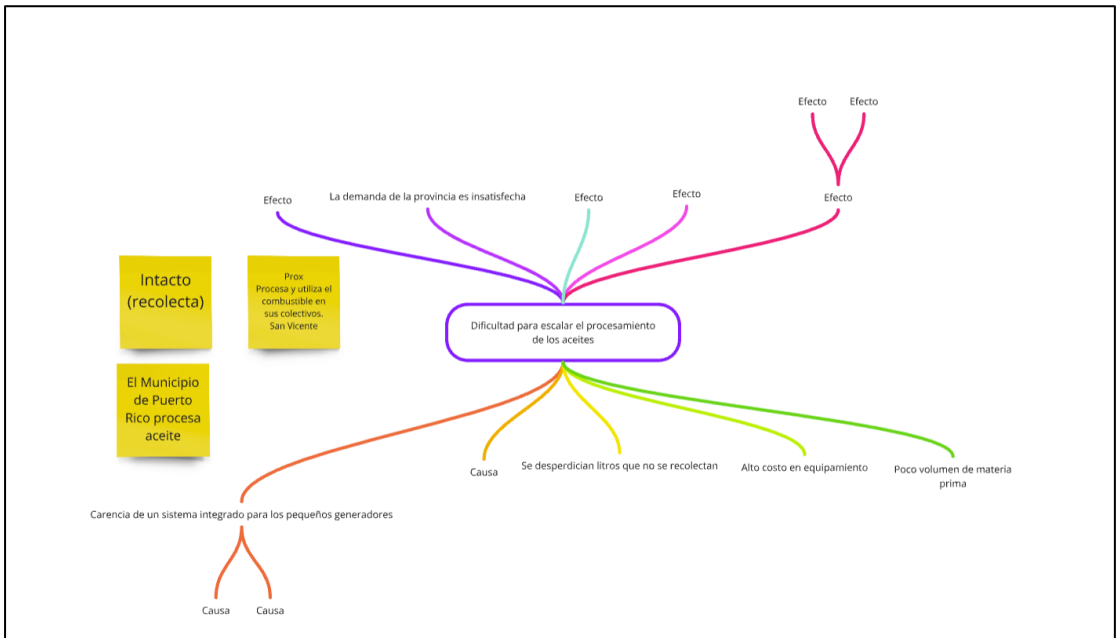 Efecto
Efecto
Efecto
La demanda de la provincia es insatisfecha
Efecto
Efecto
Efecto
Intacto
(recolecta)
Prox
Procesa y utiliza el
combustible en
sus colectivos.
San Vicente
Dificultad para escalar el procesamiento
de los aceites
El Municipio
de Puerto
Rico procesa
aceite
Causa
Se desperdician litros que no se recolectan
Alto costo en equipamiento
Poco volumen de materia
prima
Carencia de un sistema integrado para los pequeños generadores
Causa
Causa